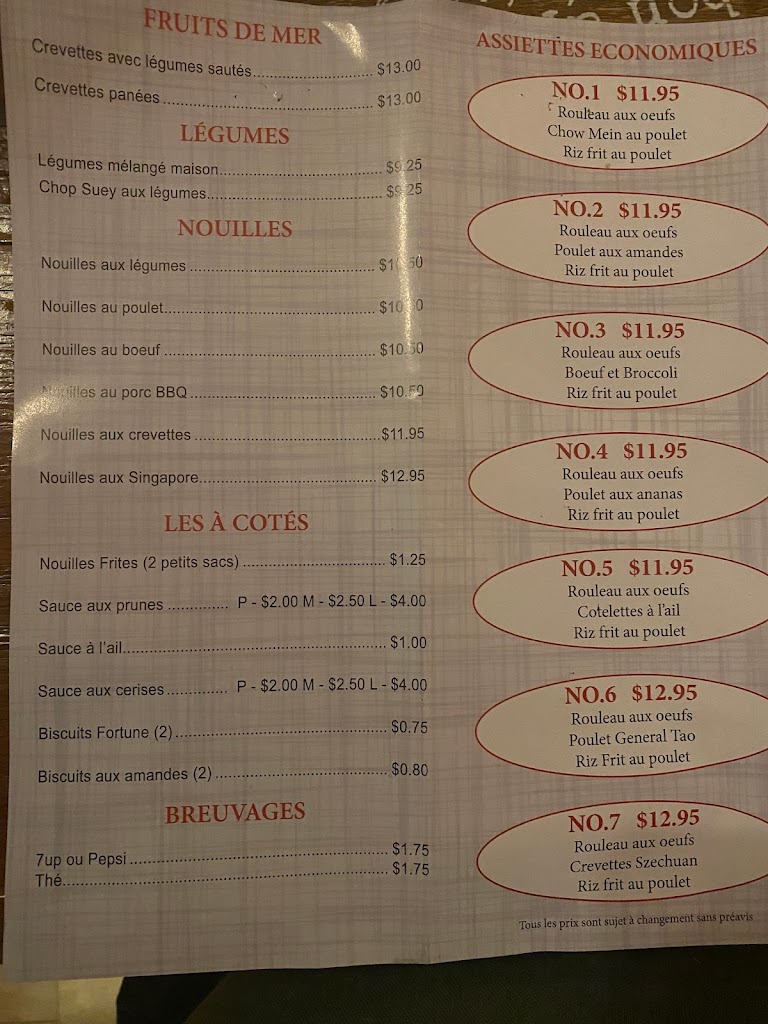 FRUITS DE MER
Crevettes avec légumes sautés ........ $13.00
Crevettes panées ........ $13.00
LÉGUMES
Légumes mélangé maison ........ $9.25
Chop Suey aux légumes ........ $9.25
NOUILLES
Nouilles aux légumes ........
Nouilles au poulet ........
Nouilles au boeuf ........ $10.50
Nouilles au porc BBQ ........ $10.50
Nouilles aux crevettes ........ $11.95
Nouilles aux Singapore ........ $12.95
LES À COTÉS
Nouilles Frites (2 petits sacs) ........ $1.25
Sauce aux prunes ........ P - $2.00 M - $2.50 L - $4.00
Sauce à l'ail ........ $1.00
Sauce aux cerises ........ P - $2.00 M - $2.50 L - $4.00
Biscuits Fortune (2) ........ $0.75
Biscuits aux amandes (2) ........ $0.80
BREUVAGES
7up ou Pepsi ........ $1.75
Thé ........ $1.75
ASSIETTES ECONOMIQUES
NO.1 $11.95
Rouleau aux oeufs
Chow Mein au poulet
Riz frit au poulet
NO.2 $11.95
Rouleau aux oeufs
Poulet aux amandes
Riz frit au poulet
NO.3 $11.95
Rouleau aux oeufs
Boeuf et Broccoli
Riz frit au poulet
NO.4 $11.95
Rouleau aux oeufs
Poulet aux ananas
Riz frit au poulet
NO.5 $11.95
Rouleau aux oeufs
Cotelettes à l'ail
Riz frit au poulet
NO.6 $12.95
Rouleau aux oeufs
Poulet General Tao
Riz Frit au poulet
NO.7 $12.95
Rouleau aux oeufs
Crevettes Szechuan
Riz frit au poulet
Tous les prix sont sujet à changement sans préavis